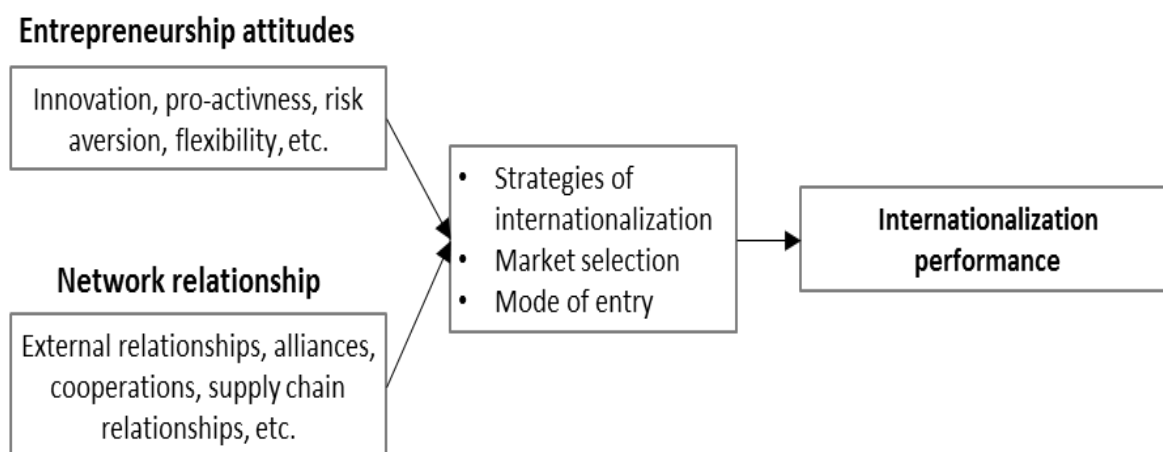 Entrepreneurship attitudes
Innovation, pro-activness, risk
aversion, flexibility, etc.
Network relationship
External relationships, alliances,
cooperations, supply chain
relationships, etc.
• Strategies of
internationalization
• Market selection
• Mode of entry
Internationalization
performance